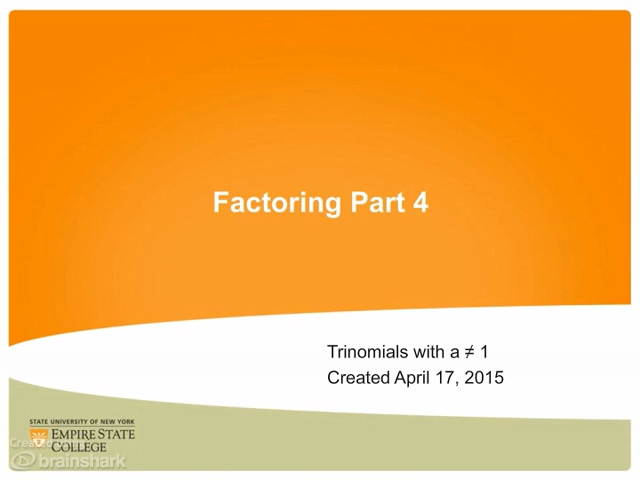 Factoring Part 4
Trinomials with a ≠ 1
Created April 17, 2015
STATE UNIVERSITY OF NEW YORK
EMPIRE STATE
COLLEGE
brainshark